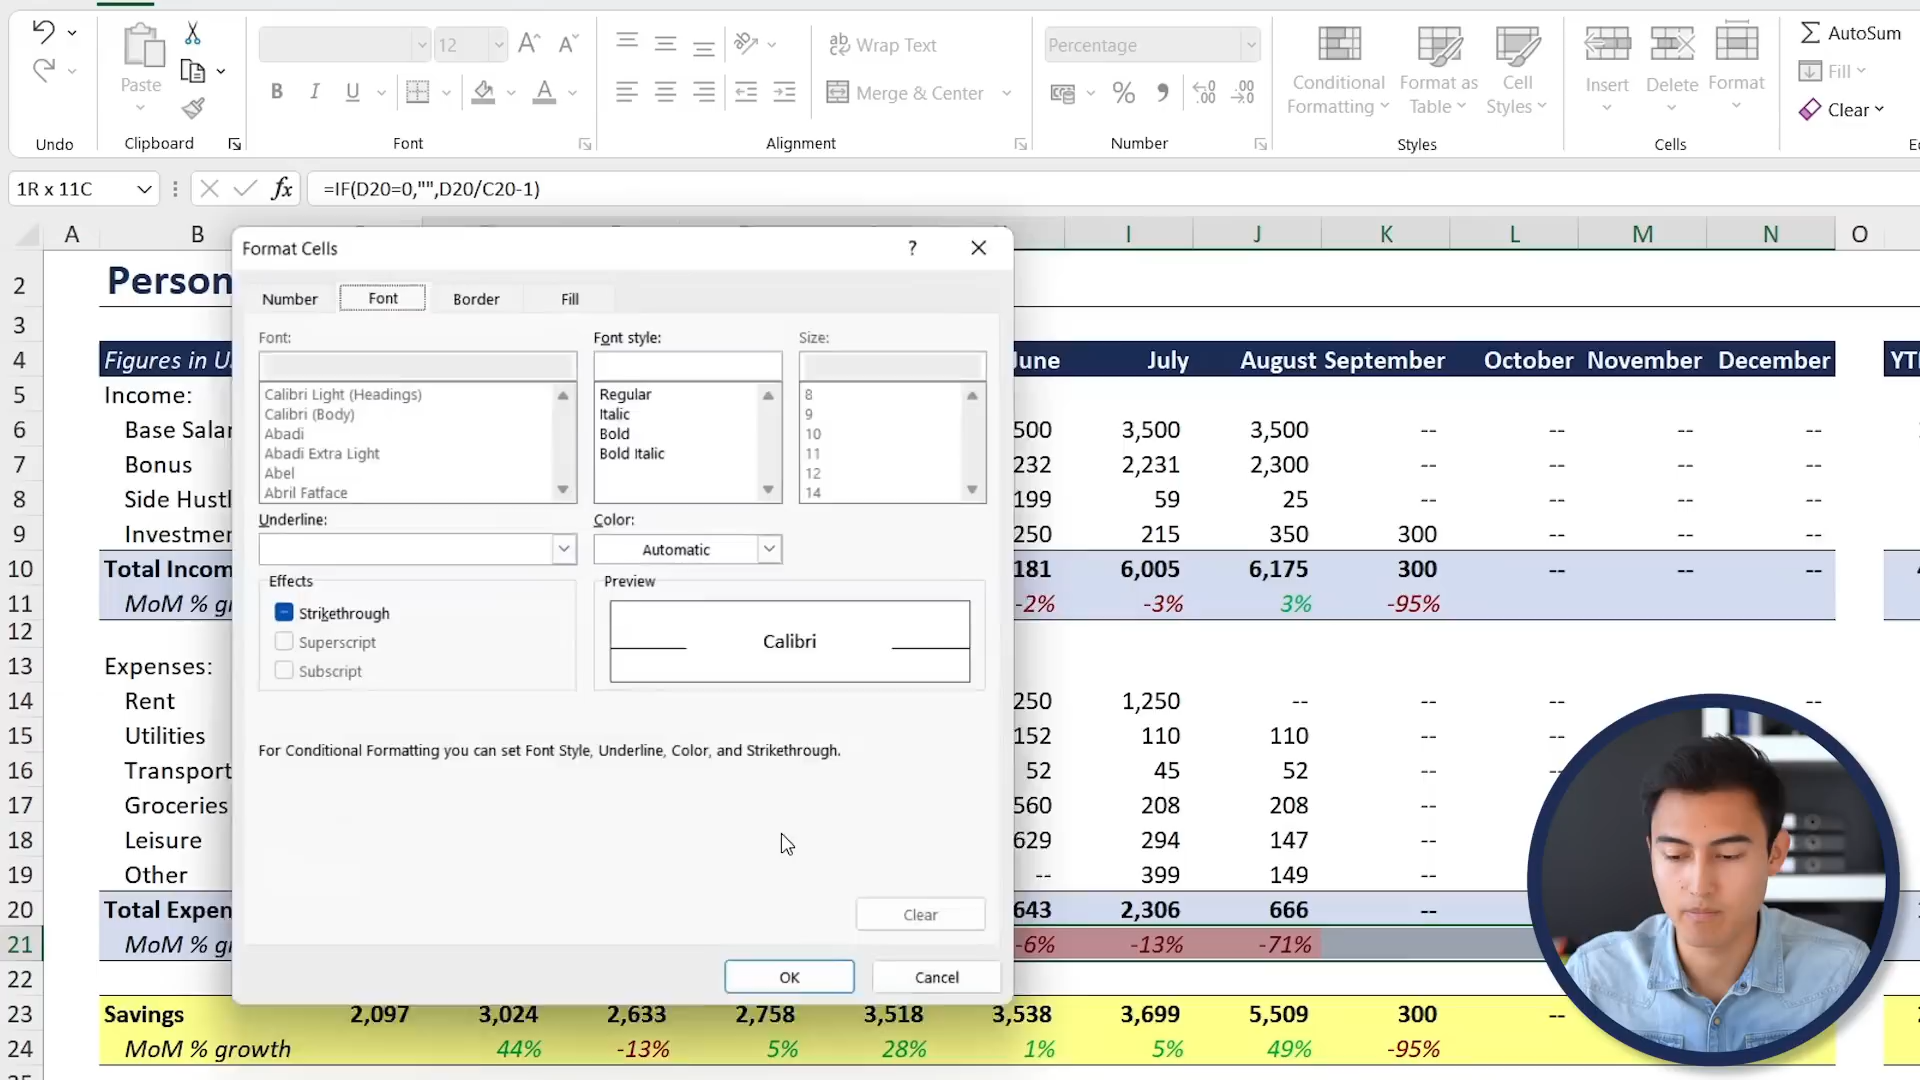 12
Wrap Text
Percentage
AutoSum
Paste
B I U
A
Merge & Center
%
Conditional Formatting
Format as Table
Cell Styles
Insert
Delete
Format
Fill
Clear
Undo
Clipboard
Font
Alignment
Number
Styles
Cells
1R x 11C
fx
=IF(D20=0,"",D20/C20-1)
A B I J K L M N O
Format Cells
?
Number Font Border Fill
Font:
Calibri Light (Headings)
Calibri (Body)
Abadi
Abadi Extra Light
Abel
Abril Fatface
Font style:
Regular
Italic
Bold
Bold Italic
Size:
8
9
10
11
12
14
Underline:
Color:
Automatic
Effects
Strikethrough
Superscript
Subscript
Preview
Calibri
For Conditional Formatting you can set Font Style, Underline, Color, and Strikethrough.
Clear
OK
Cancel
2 Person
3
4 Figures in U June July August September October November December YT
5 Income:
6 Base Salar 500 3,500 3,500 -- -- -- --
7 Bonus 232 2,231 2,300 -- -- -- --
8 Side Hustl 199 59 25 -- -- -- --
9 Investmen 250 215 350 300 -- -- --
10 Total Incom 181 6,005 6,175 300 -- -- --
11 MoM % gr -2% -3% 3% -95%
12
13 Expenses:
14 Rent 250 1,250 -- -- -- -- --
15 Utilities 152 110 110 -- --
16 Transport 52 45 52 -- --
17 Groceries 560 208 208 --
18 Leisure 629 294 147 --
19 Other -- 399 149 --
20 Total Expen 643 2,306 666 --
21 MoM % gr -6% -13% -71%
22
23 Savings 2,097 3,024 2,633 2,758 3,518 3,538 3,699 5,509 300 --
24 MoM % growth 44% -13% 5% 28% 1% 5% 49% -95%